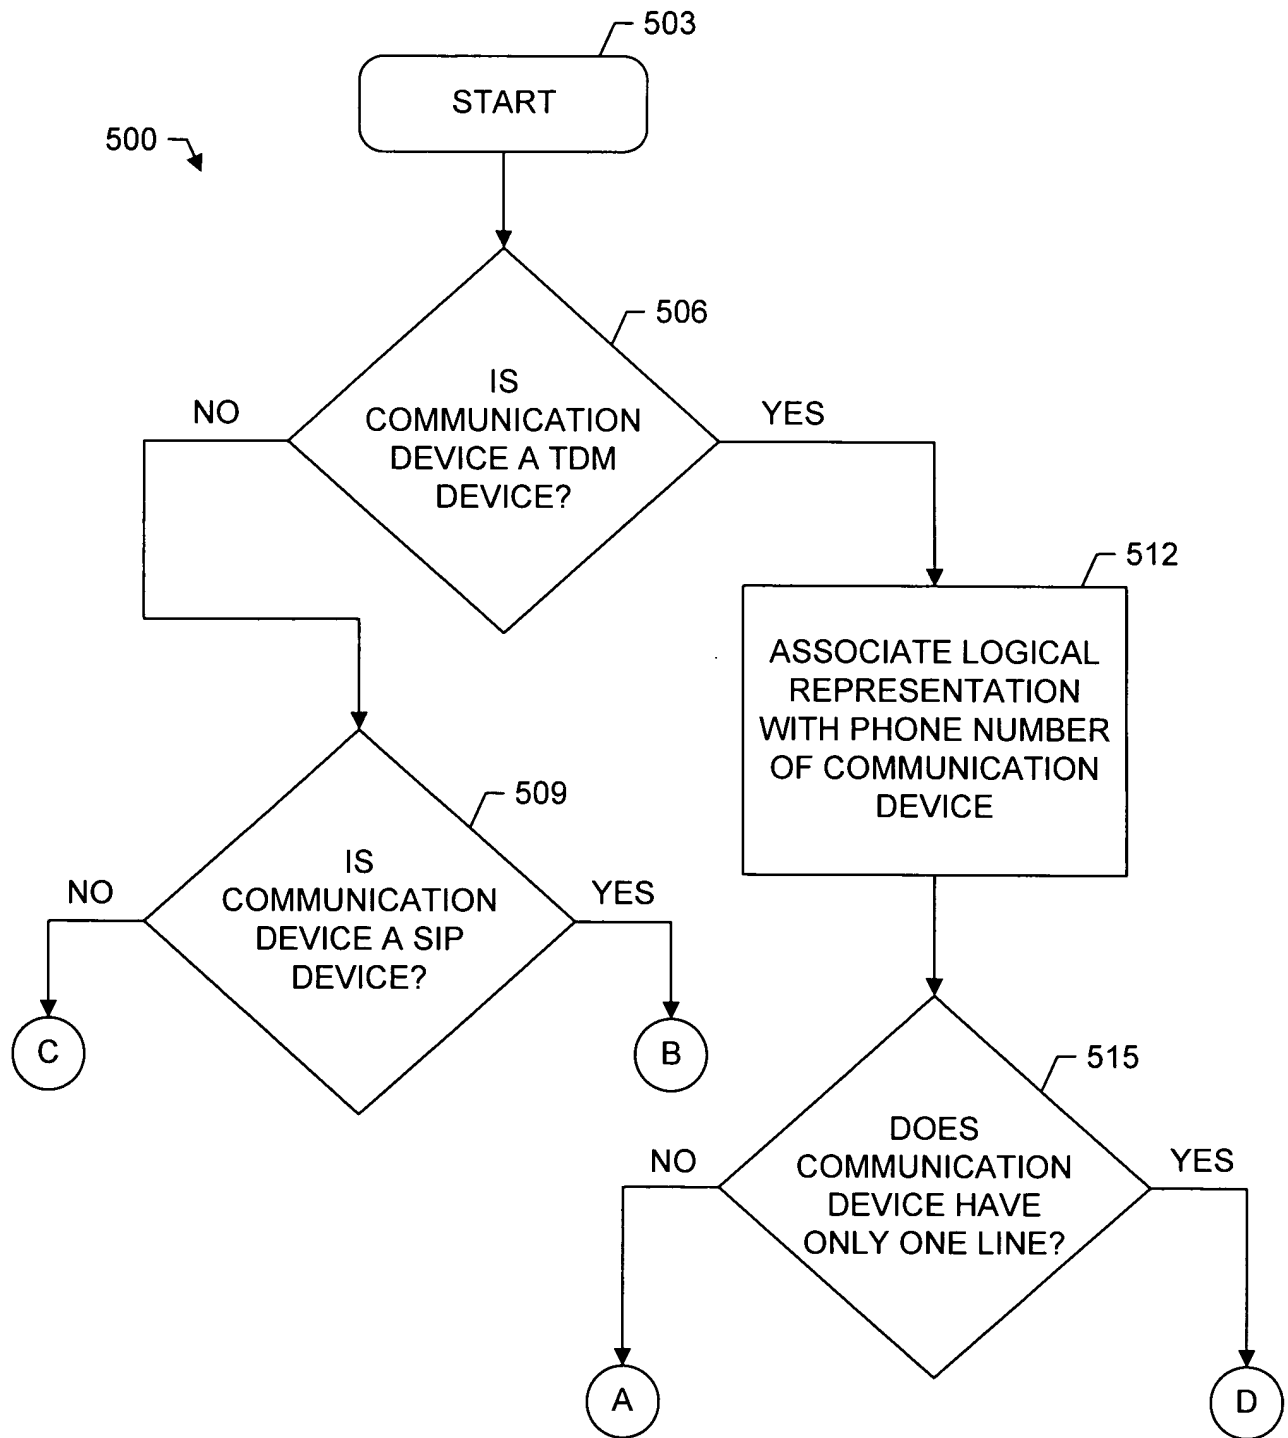 503
START
500
506
IS
COMMUNICATION
DEVICE A TDM
DEVICE?
NO
YES
512
ASSOCIATE LOGICAL
REPRESENTATION
WITH PHONE NUMBER
OF COMMUNICATION
DEVICE
509
IS
COMMUNICATION
DEVICE A SIP
DEVICE?
NO
YES
C
B
515
DOES
COMMUNICATION
DEVICE HAVE
ONLY ONE LINE?
NO
YES
A
D